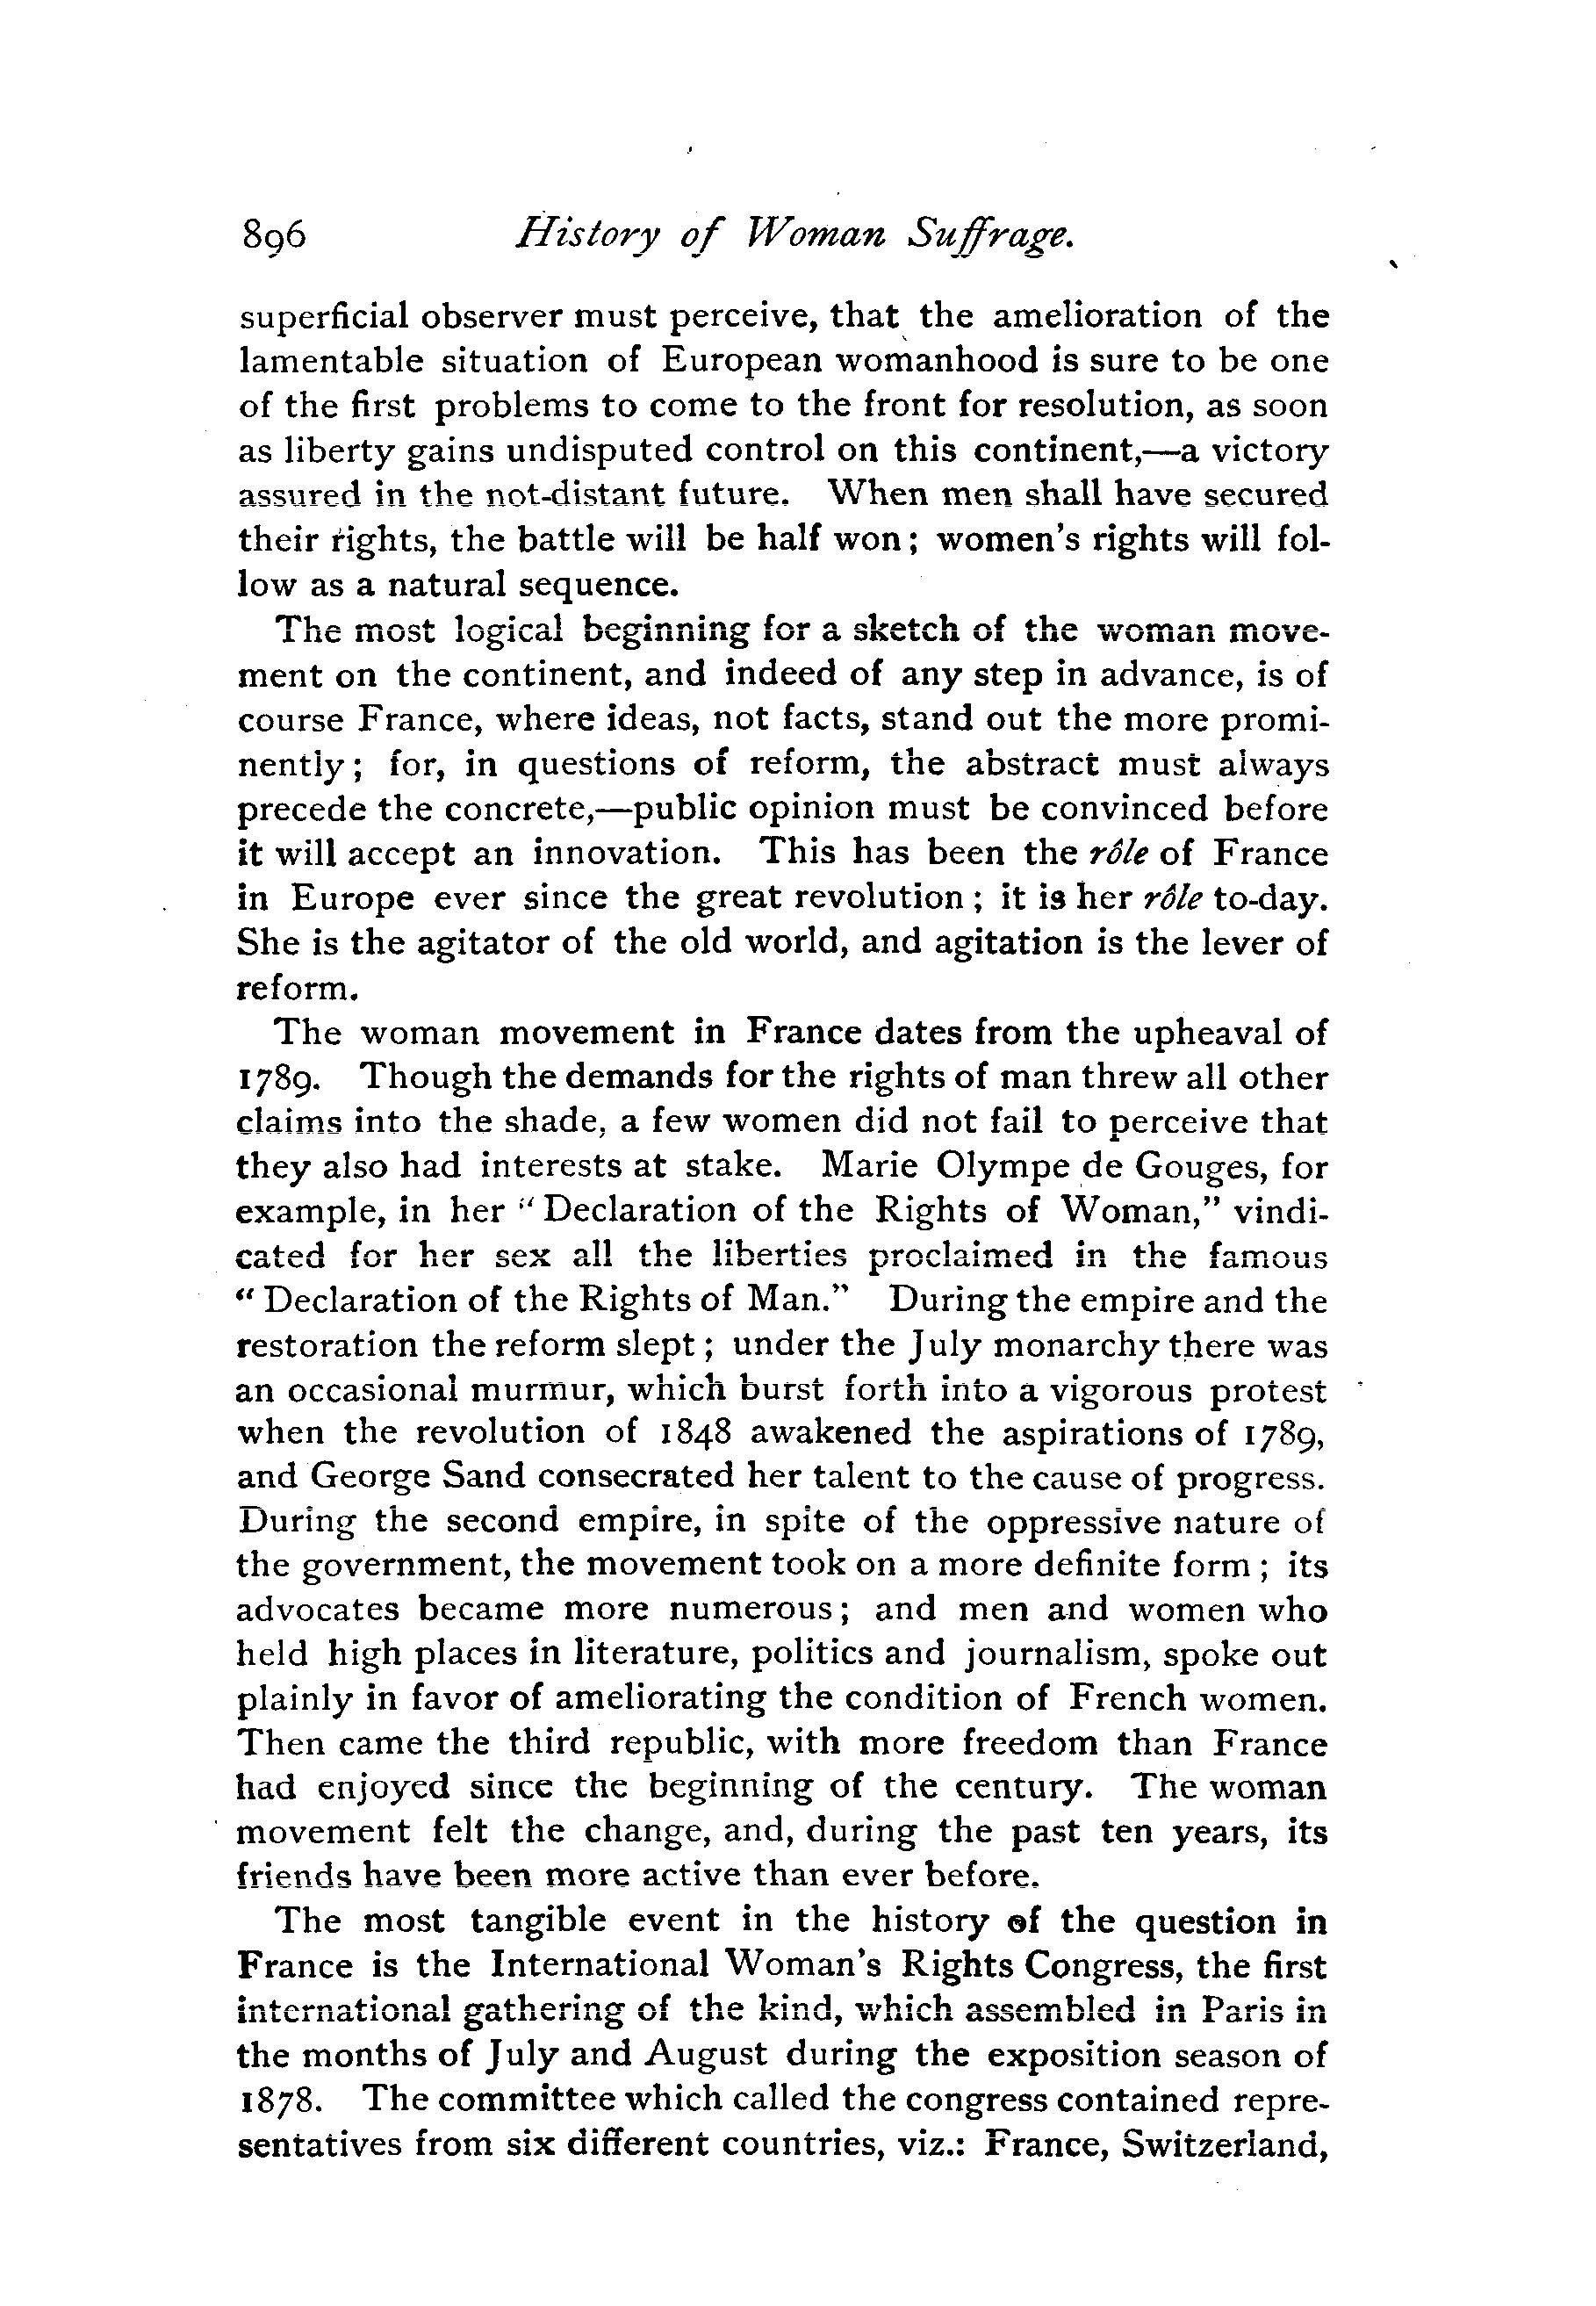 896 History of Woman Suffrage.
superficial observer must perceive, that the amelioration of the
lamentable situation of European womanhood is sure to be one
of the first problems to come to the front for resolution, as soon
as liberty gains undisputed control on this continent,—a victory
assured in the not-distant future. When men shall have secured
their rights, the battle will be half won; women's rights will fol-
low as a natural sequence.
The most logical beginning for a sketch of the woman move-
ment on the continent, and indeed of any step in advance, is of
course France, where ideas, not facts, stand out the more promi-
nently; for, in questions of reform, the abstract must always
precede the concrete,—public opinion must be convinced before
it will accept an innovation. This has been the rôle of France
in Europe ever since the great revolution; it is her rôle to-day.
She is the agitator of the old world, and agitation is the lever of
reform.
The woman movement in France dates from the upheaval of
1789. Though the demands for the rights of man threw all other
claims into the shade, a few women did not fail to perceive that
they also had interests at stake. Marie Olympe de Gouges, for
example, in her "Declaration of the Rights of Woman," vindi-
cated for her sex all the liberties proclaimed in the famous
"Declaration of the Rights of Man." During the empire and the
restoration the reform slept; under the July monarchy there was
an occasional murmur, which burst forth into a vigorous protest
when the revolution of 1848 awakened the aspirations of 1789,
and George Sand consecrated her talent to the cause of progress.
During the second empire, in spite of the oppressive nature of
the government, the movement took on a more definite form; its
advocates became more numerous; and men and women who
held high places in literature, politics and journalism, spoke out
plainly in favor of ameliorating the condition of French women.
Then came the third republic, with more freedom than France
had enjoyed since the beginning of the century. The woman
movement felt the change, and, during the past ten years, its
friends have been more active than ever before.
The most tangible event in the history of the question in
France is the International Woman's Rights Congress, the first
international gathering of the kind, which assembled in Paris in
the months of July and August during the exposition season of
1878. The committee which called the congress contained repre-
sentatives from six different countries, viz.: France, Switzerland,